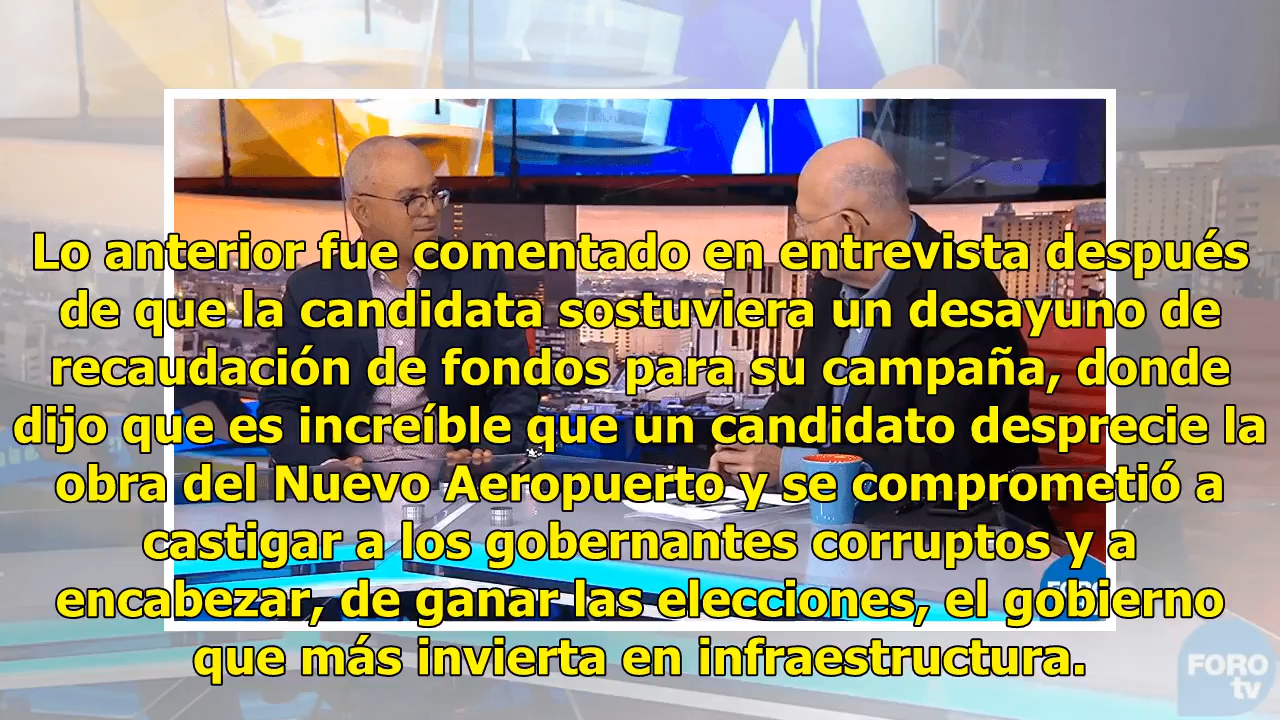 Lo anterior fue comentado en entrevista después
de que la candidata sostuviera un desayuno de
recaudación de fondos para su campaña, donde
dijo que es increíble que un candidato desprecie la
obra del Nuevo Aeropuerto y se comprometió a
castigar a los gobernantes corruptos y a
encabezar, de ganar las elecciones, el gobierno
que más invierta en infraestructura.
FORO
FORO
tv